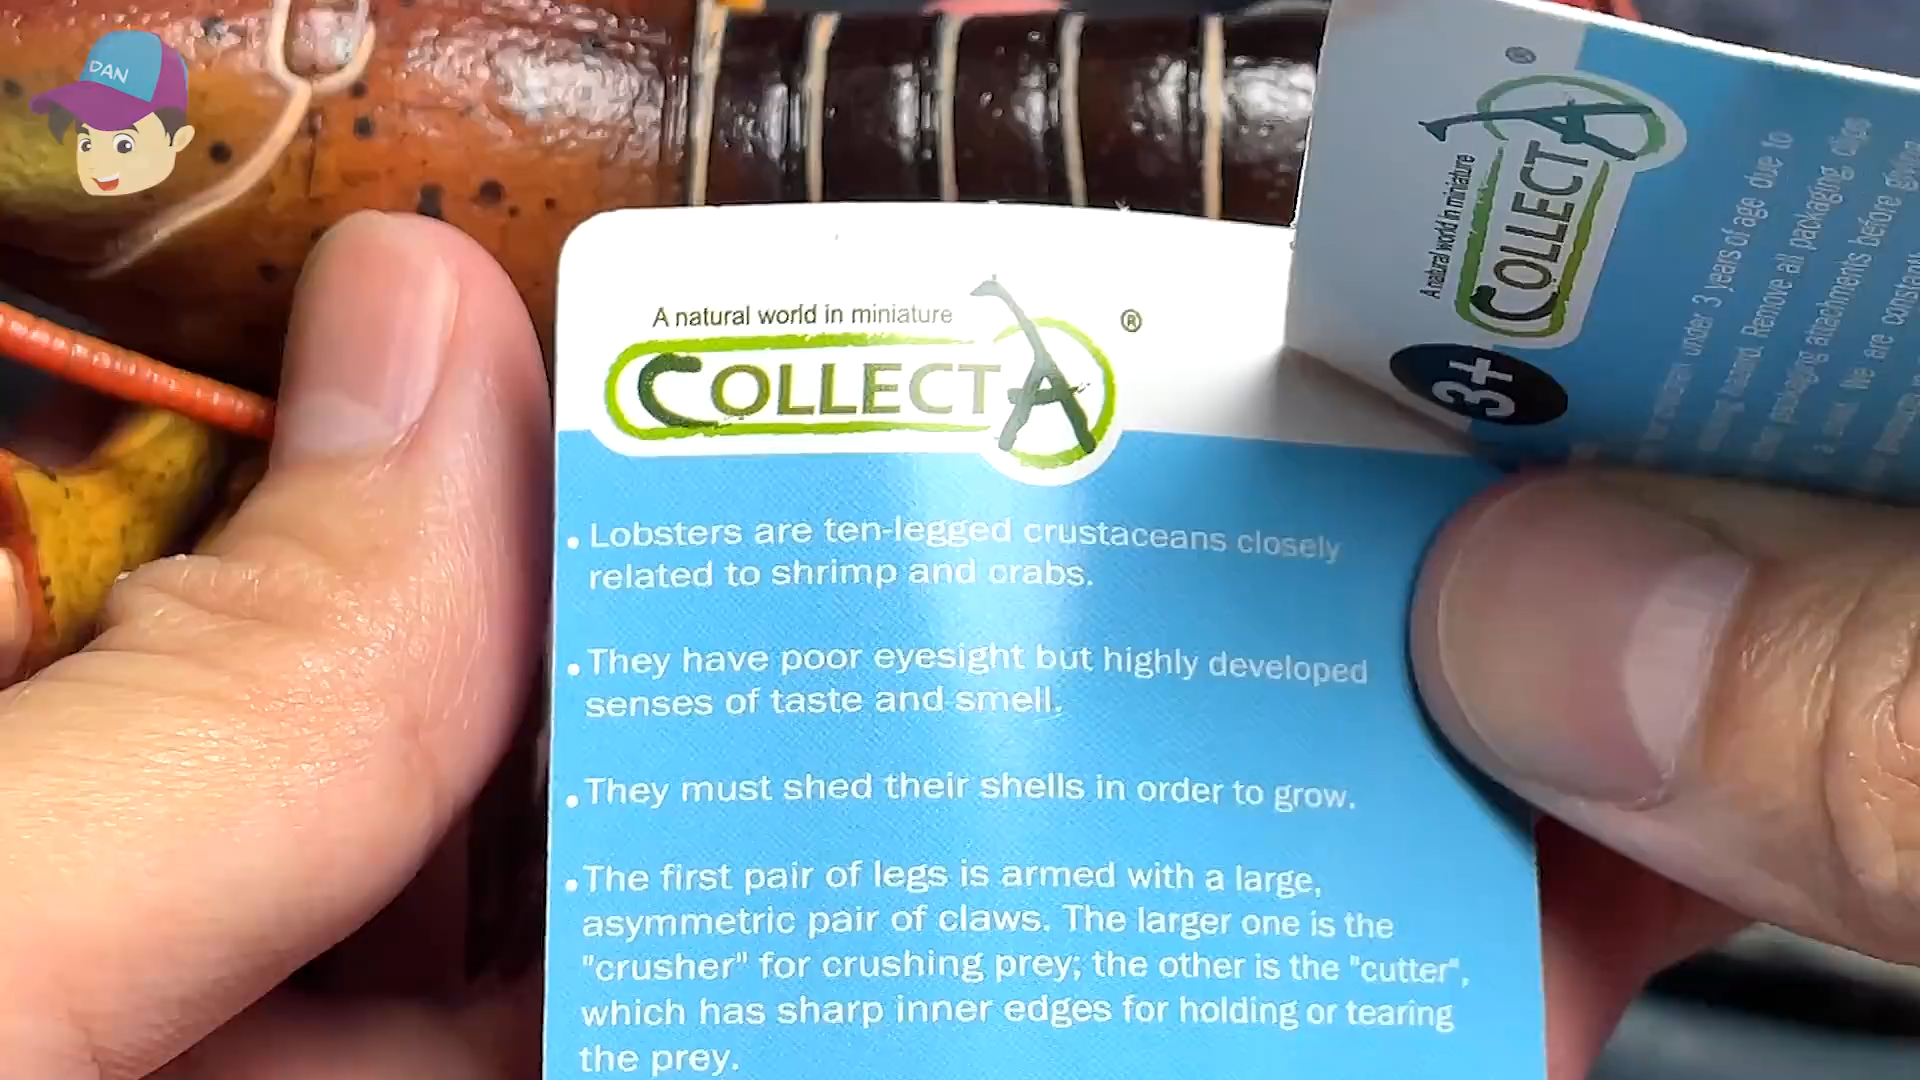 DAN
A natural world in miniature
COLLECTA®
• Lobsters are ten-legged crustaceans closely
related to shrimp and crabs.
• They have poor eyesight but highly developed
senses of taste and smell.
• They must shed their shells in order to grow.
• The first pair of legs is armed with a large,
asymmetric pair of claws. The larger one is the
"crusher" for crushing prey; the other is the "cutter",
which has sharp inner edges for holding or tearing
the prey.
®
A natural world in miniature
COLLECTA
3+
under 3 years of age due to
hazard. Remove all packaging clips
packaging attachments before giving
We are constantly